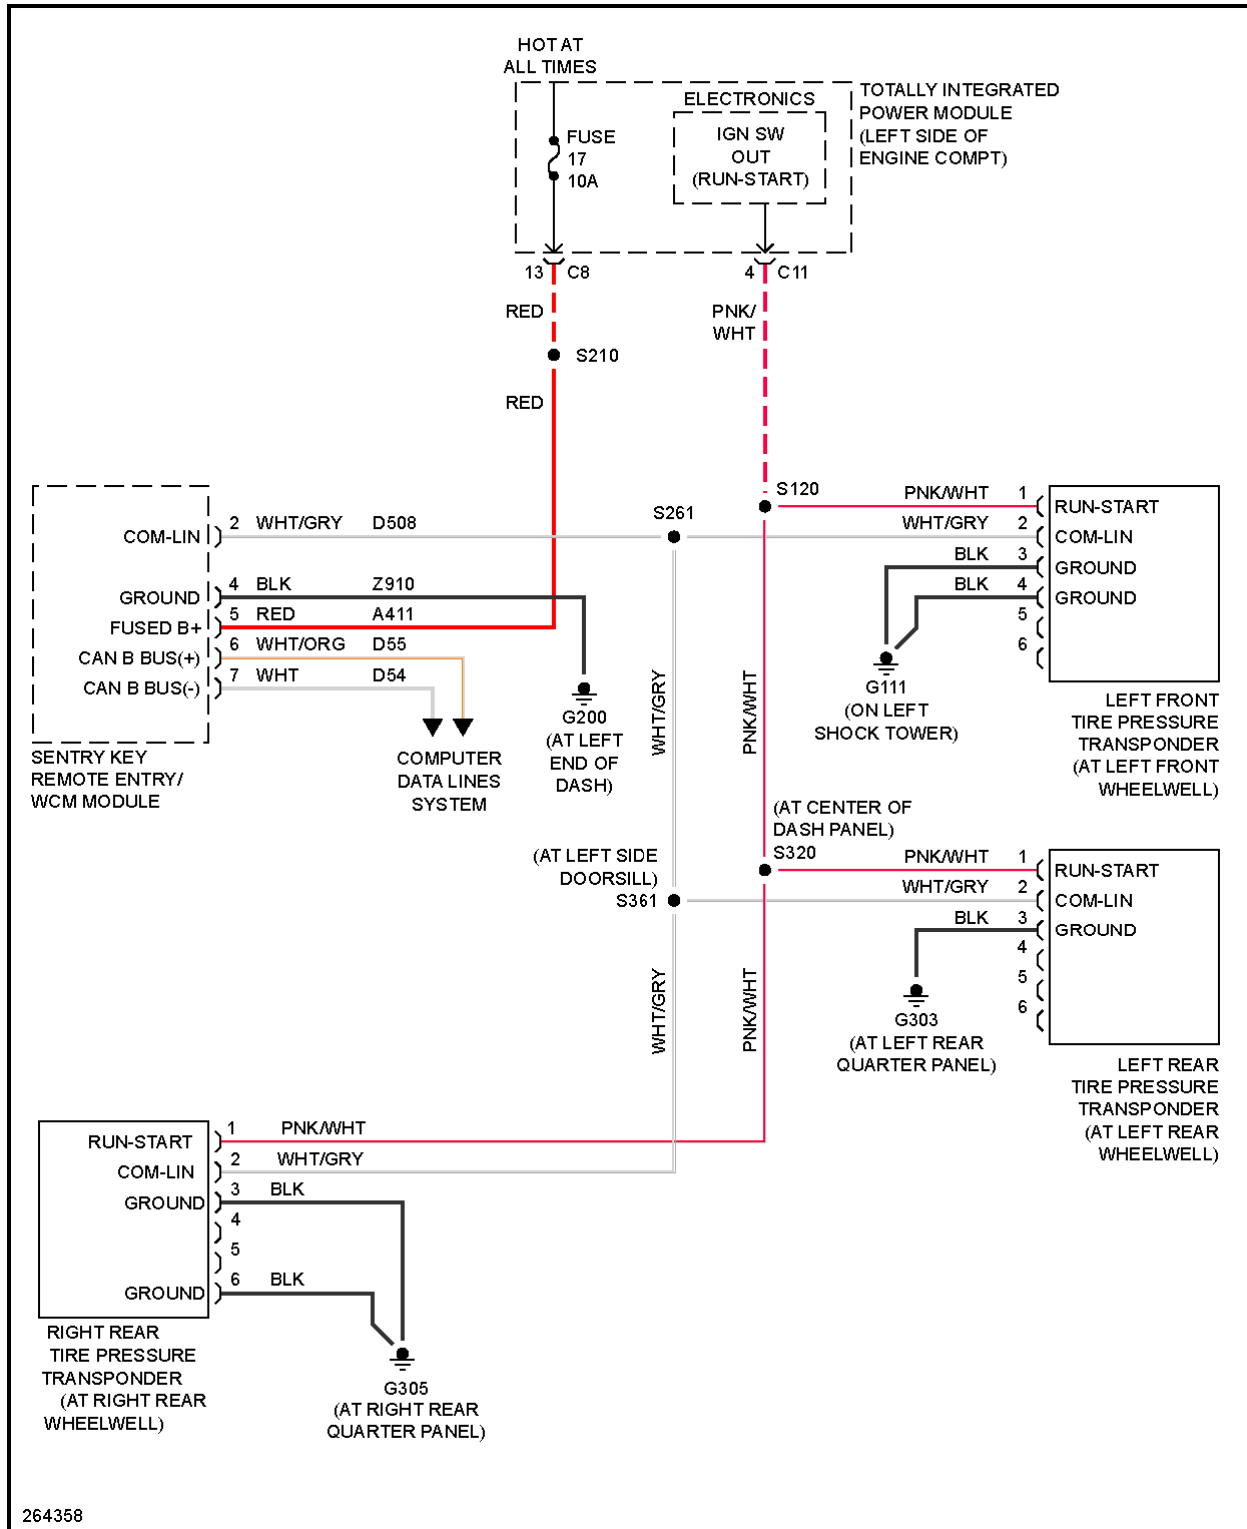 HOT AT
ALL TIMES
FUSE
17
10A
ELECTRONICS
IGN SW
OUT
(RUN-START)
TOTALLY INTEGRATED
POWER MODULE
(LEFT SIDE OF
ENGINE COMPT)
13 C8
4 C11
RED
PNK/
WHT
S210
RED
COM-LIN
GROUND
FUSED B+
CAN B BUS(+)
CAN B BUS(-)
2 WHT/GRY D508
4 BLK Z910
5 RED A411
6 WHT/ORG D55
7 WHT D54
SENTRY KEY
REMOTE ENTRY/
WCM MODULE
COMPUTER
DATA LINES
SYSTEM
G200
(AT LEFT
END OF
DASH)
S261
S120
WHT/GRY
PNK/WHT
PNK/WHT 1
WHT/GRY 2
BLK 3
BLK 4
5
6
RUN-START
COM-LIN
GROUND
GROUND
G111
(ON LEFT
SHOCK TOWER)
LEFT FRONT
TIRE PRESSURE
TRANSPONDER
(AT LEFT FRONT
WHEELWELL)
(AT CENTER OF
DASH PANEL)
S320
(AT LEFT SIDE
DOORSILL)
S361
WHT/GRY
PNK/WHT
PNK/WHT 1
WHT/GRY 2
BLK 3
4
5
6
RUN-START
COM-LIN
GROUND
G303
(AT LEFT REAR
QUARTER PANEL)
LEFT REAR
TIRE PRESSURE
TRANSPONDER
(AT LEFT REAR
WHEELWELL)
RUN-START
COM-LIN
GROUND
GROUND
1 PNK/WHT
2 WHT/GRY
3 BLK
4
5
6 BLK
RIGHT REAR
TIRE PRESSURE
TRANSPONDER
(AT RIGHT REAR
WHEELWELL)
G305
(AT RIGHT REAR
QUARTER PANEL)
264358